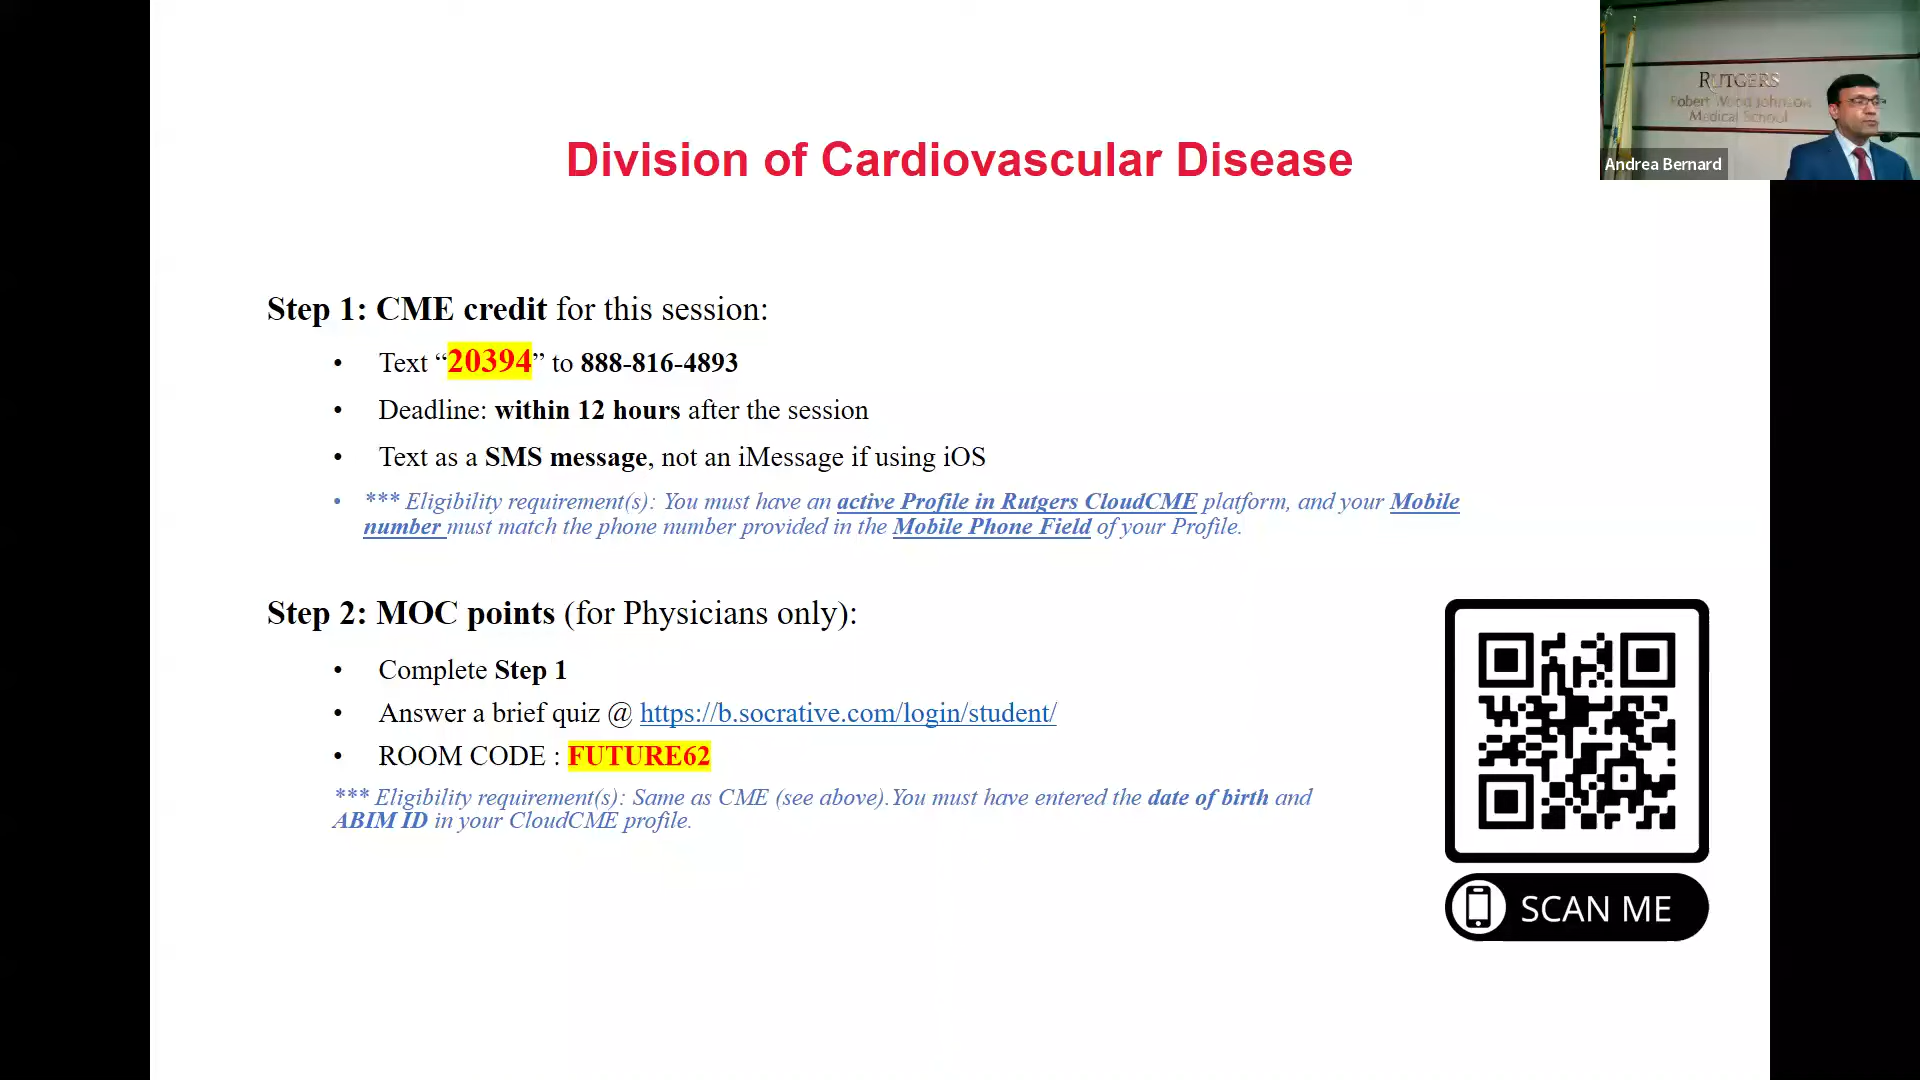 RUTGERS
Robert Wood Johnson
Medical School
Andrea Bernard
Division of Cardiovascular Disease
Step 1: CME credit for this session:
• Text “20394” to 888-816-4893
• Deadline: within 12 hours after the session
• Text as a SMS message, not an iMessage if using iOS
• *** Eligibility requirement(s): You must have an active Profile in Rutgers CloudCME platform, and your Mobile
number must match the phone number provided in the Mobile Phone Field of your Profile.
Step 2: MOC points (for Physicians only):
• Complete Step 1
• Answer a brief quiz @ https://b.socrative.com/login/student/
• ROOM CODE : FUTURE62
*** Eligibility requirement(s): Same as CME (see above).You must have entered the date of birth and
ABIM ID in your CloudCME profile.
SCAN ME